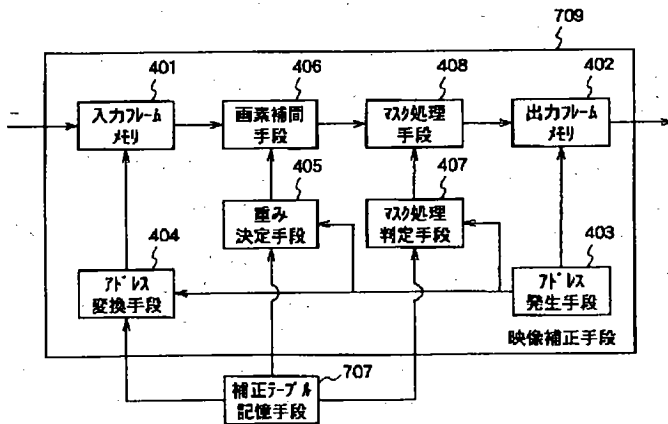 709
401
406
408
402
入力フレーム
メモリ
画素補間
手段
マスク処理
手段
出力フレーム
メモリ
405
407
重み
決定手段
マスク処理
判定手段
404
403
アドレス
変換手段
アドレス
発生手段
映像補正手段
補正テーブル
記憶手段
707